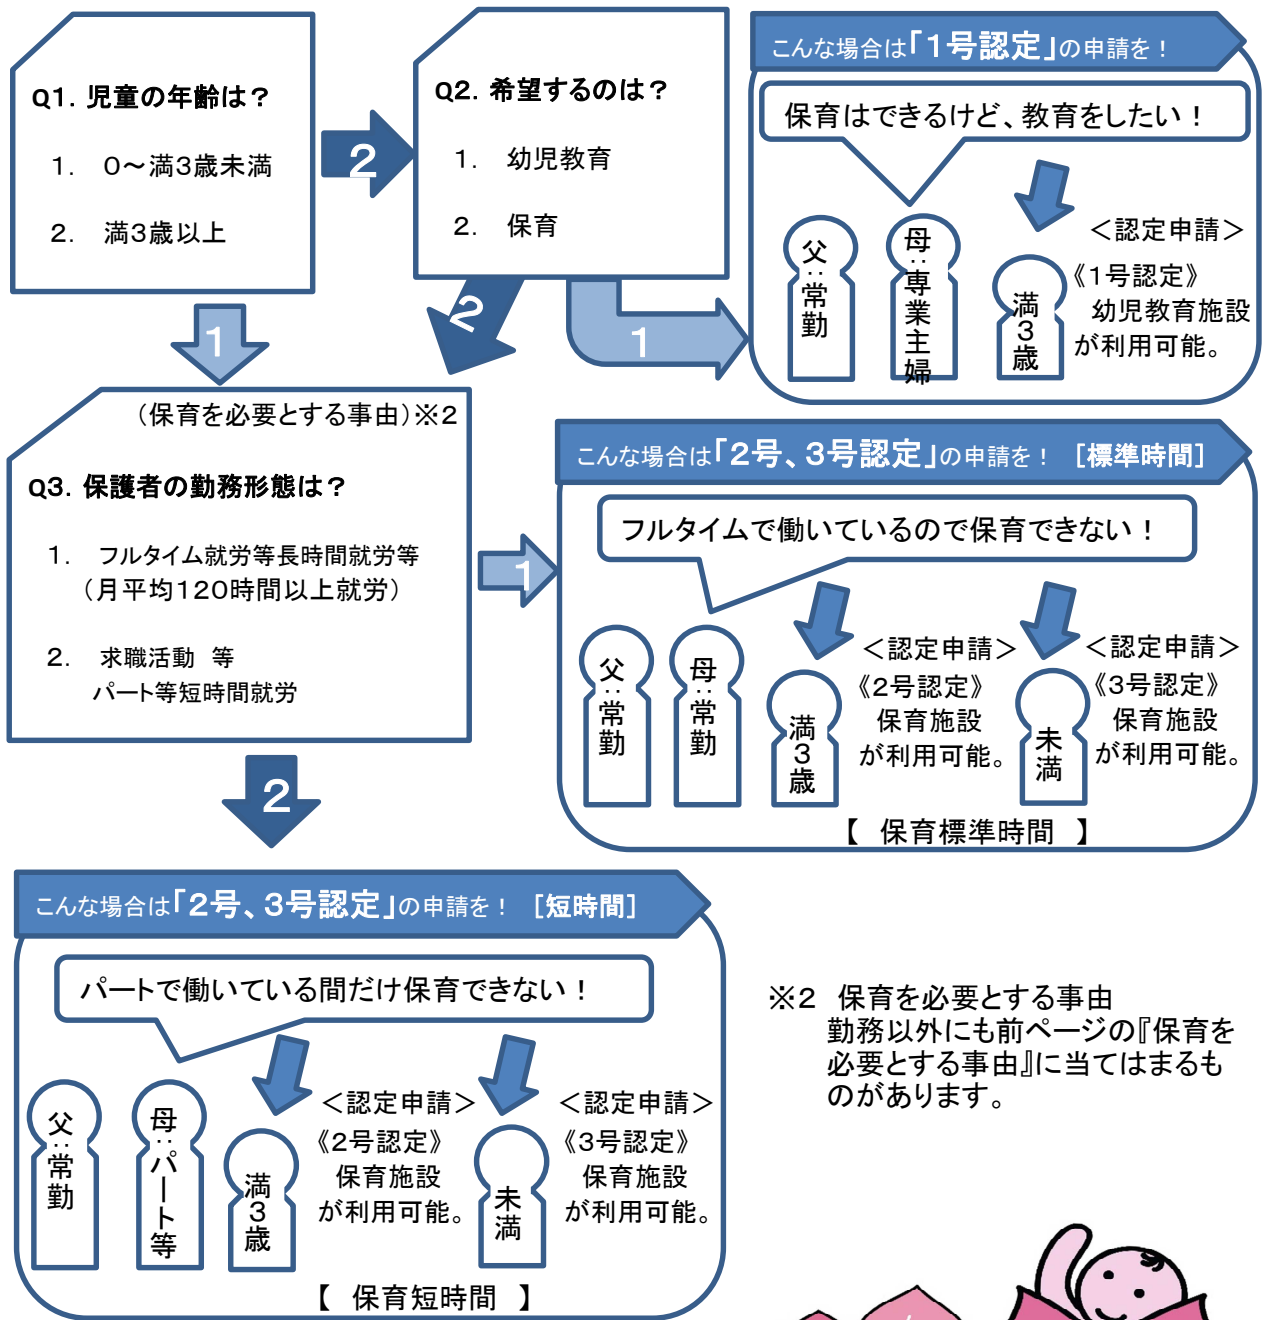 Q1. 児童の年齢は?
1. 0～満3歳未満
2. 満3歳以上
2
Q2. 希望するのは?
1. 幼児教育
2. 保育
1
2
1
こんな場合は「1号認定」の申請を!
保育はできるけど、教育をしたい!
父:常勤
母:専業主婦
満3歳
<認定申請>
《1号認定》
幼児教育施設
が利用可能。
(保育を必要とする事由)※2
Q3. 保護者の勤務形態は?
1. フルタイム就労等長時間就労等
(月平均120時間以上就労)
2. 求職活動 等
パート等短時間就労
1
2
こんな場合は「2号、3号認定」の申請を! [標準時間]
フルタイムで働いているので保育できない!
父:常勤
母:常勤
満3歳
<認定申請>
《2号認定》
保育施設
が利用可能。
未満
<認定申請>
《3号認定》
保育施設
が利用可能。
【 保育標準時間 】
こんな場合は「2号、3号認定」の申請を! [短時間]
パートで働いている間だけ保育できない!
父:常勤
母:パート等
満3歳
<認定申請>
《2号認定》
保育施設
が利用可能。
未満
<認定申請>
《3号認定》
保育施設
が利用可能。
【 保育短時間 】
※2 保育を必要とする事由
勤務以外にも前ページの『保育を
必要とする事由』に当てはまるも
のがあります。